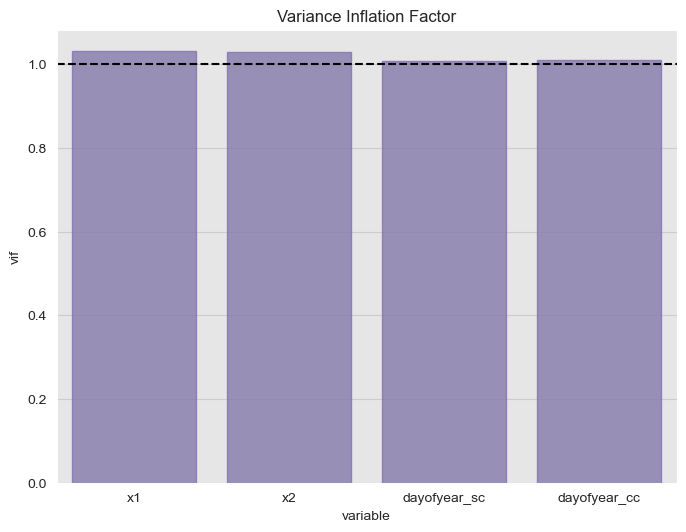 Variance Inflation Factor
1.0
0.8
0.6
0.4
0.2
0.0
vif
x1 x2 dayofyear_sc dayofyear_cc
variable